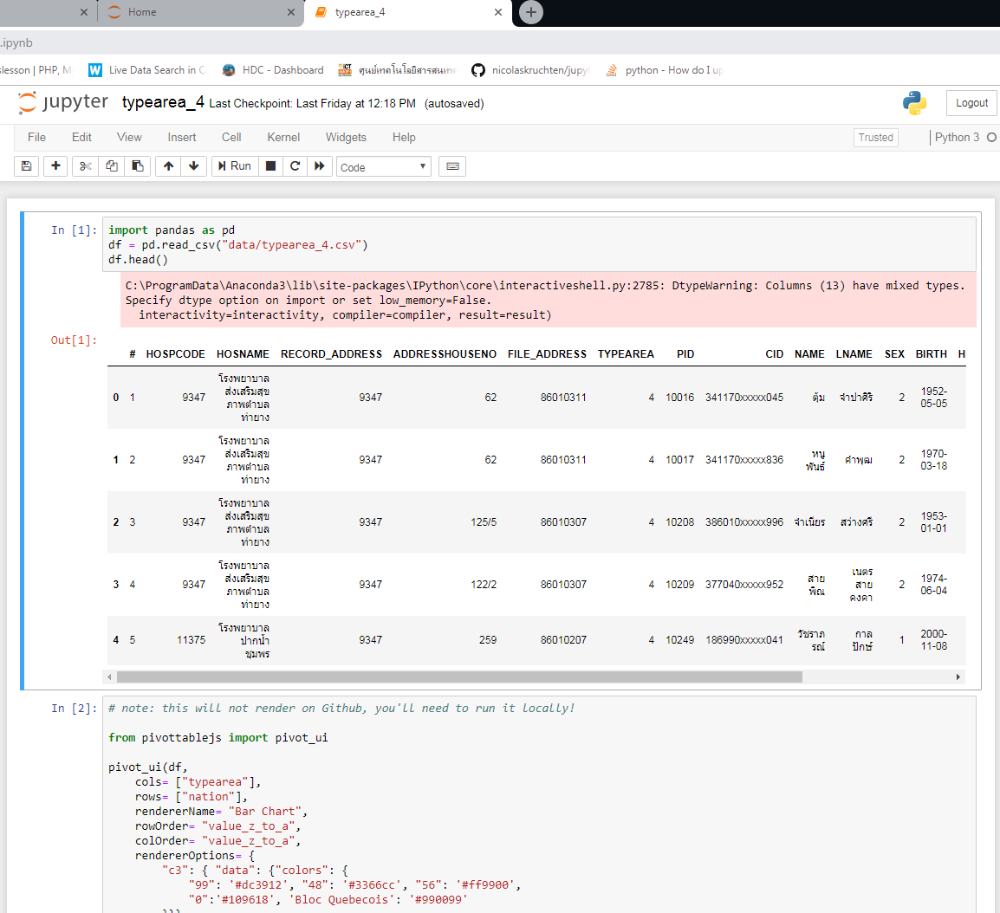 Home
typearea_4
.ipynb
slesson | PHP, M
Live Data Search in C
HDC - Dashboard
ศูนย์เทคโนโลยีสารสนเทศ
nicolaskruchten/jupy
python - How do I up
jupyter typearea_4 Last Checkpoint: Last Friday at 12:18 PM (autosaved)
Logout
File Edit View Insert Cell Kernel Widgets Help
Trusted
Python 3
Run
Code
In [1]: import pandas as pd
df = pd.read_csv("data/typearea_4.csv")
df.head()
C:\ProgramData\Anaconda3\lib\site-packages\IPython\core\interactiveshell.py:2785: DtypeWarning: Columns (13) have mixed types.
Specify dtype option on import or set low_memory=False.
interactivity=interactivity, compiler=compiler, result=result)
Out[1]:
# HOSPCODE HOSNAME RECORD_ADDRESS ADDRESSHOUSENO FILE_ADDRESS TYPEAREA PID CID NAME LNAME SEX BIRTH H
0 1 9347 โรงพยาบาลส่งเสริมสุขภาพตำบลท่ายาง 9347 62 86010311 4 10016 341170xxxxx045 ตุ้ม จำปาศิริ 2 1952-05-05
1 2 9347 โรงพยาบาลส่งเสริมสุขภาพตำบลท่ายาง 9347 62 86010311 4 10017 341170xxxxx836 หนูพันธ์ คำพุฒ 2 1970-03-18
2 3 9347 โรงพยาบาลส่งเสริมสุขภาพตำบลท่ายาง 9347 125/5 86010307 4 10208 386010xxxxx996 จำเนียร สว่างศรี 2 1953-01-01
3 4 9347 โรงพยาบาลส่งเสริมสุขภาพตำบลท่ายาง 9347 122/2 86010307 4 10209 377040xxxxx952 สายพิณ เนตรสายคงคา 2 1974-06-04
4 5 11375 โรงพยาบาลปากน้ำชุมพร 9347 259 86010207 4 10249 186990xxxxx041 วัชราภรณ์ กาลปักษ์ 1 2000-11-08
In [2]: # note: this will not render on Github, you'll need to run it locally!
from pivottablejs import pivot_ui
pivot_ui(df,
cols= ["typearea"],
rows= ["nation"],
rendererName= "Bar Chart",
rowOrder= "value_z_to_a",
colOrder= "value_z_to_a",
rendererOptions= {
"c3": { "data": {"colors": {
"99": '#dc3912', "48": '#3366cc', "56": '#ff9900',
"0":'#109618', 'Bloc Quebecois': '#990099'